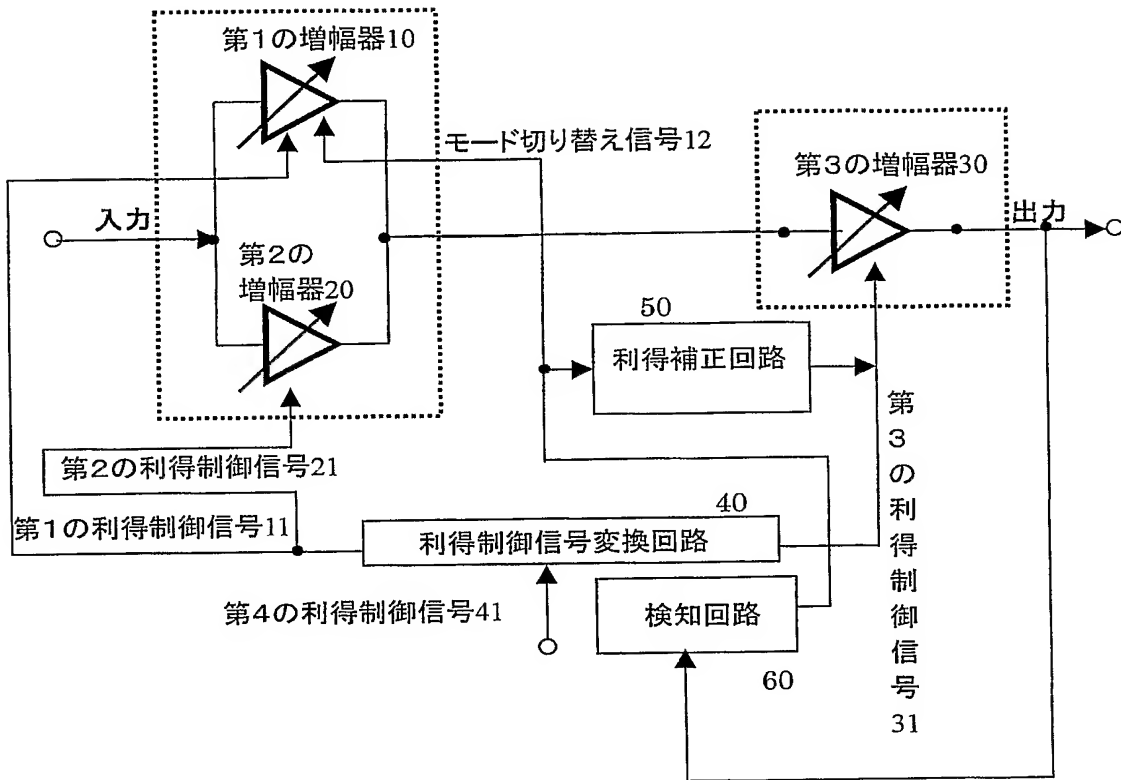 第1の増幅器10
モード切り替え信号12
第3の増幅器30
入力
出力
第2の
増幅器20
50
利得補正回路
第2の利得制御信号21
第1の利得制御信号11
40
利得制御信号変換回路
第3の利得制御信号31
第4の利得制御信号41
検知回路
60